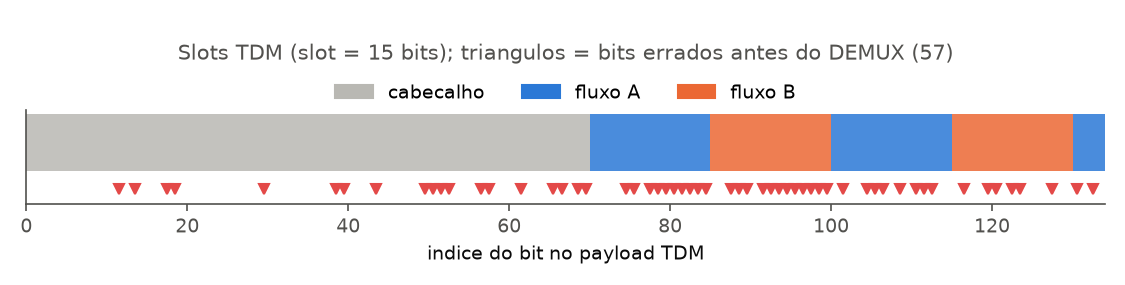 Slots TDM (slot = 15 bits); triangulos = bits errados antes do DEMUX (57)
cabecalho fluxo A fluxo B
0 20 40 60 80 100 120
indice do bit no payload TDM